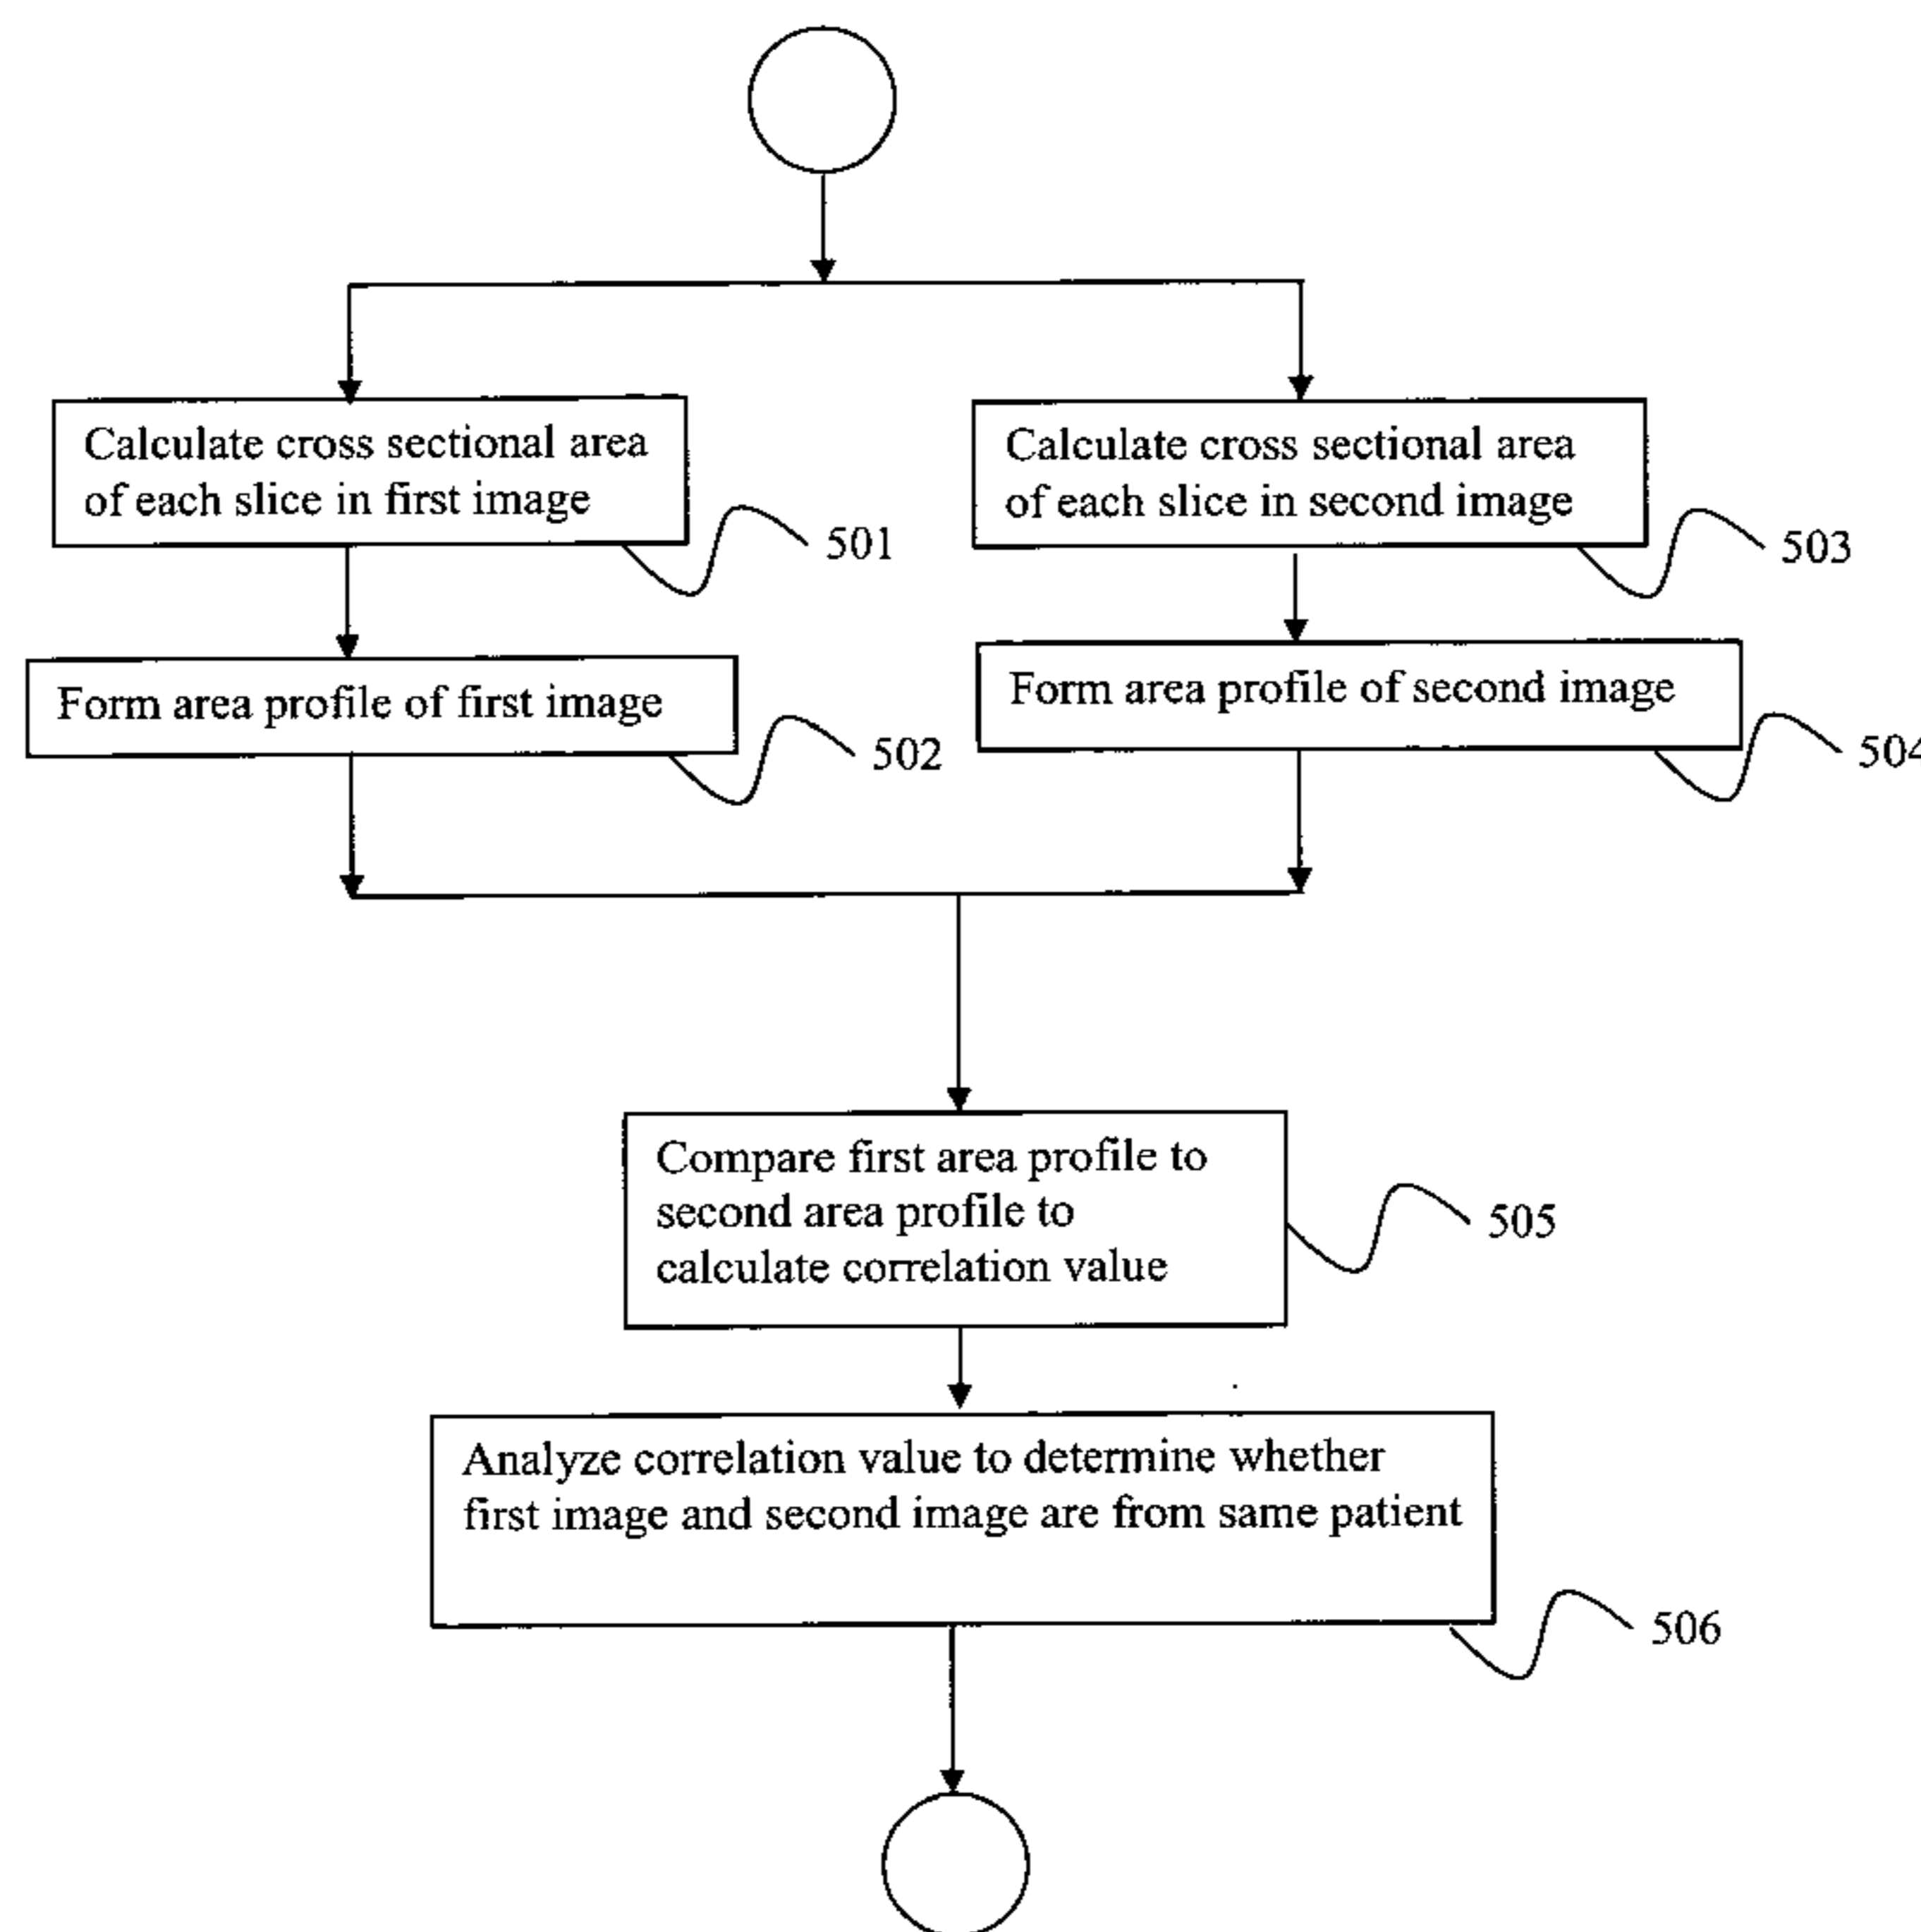 Calculate cross sectional area
of each slice in first image
501
Calculate cross sectional area
of each slice in second image
503
Form area profile of first image
502
Form area profile of second image
504
Compare first area profile to
second area profile to
calculate correlation value
505
Analyze correlation value to determine whether
first image and second image are from same patient
506